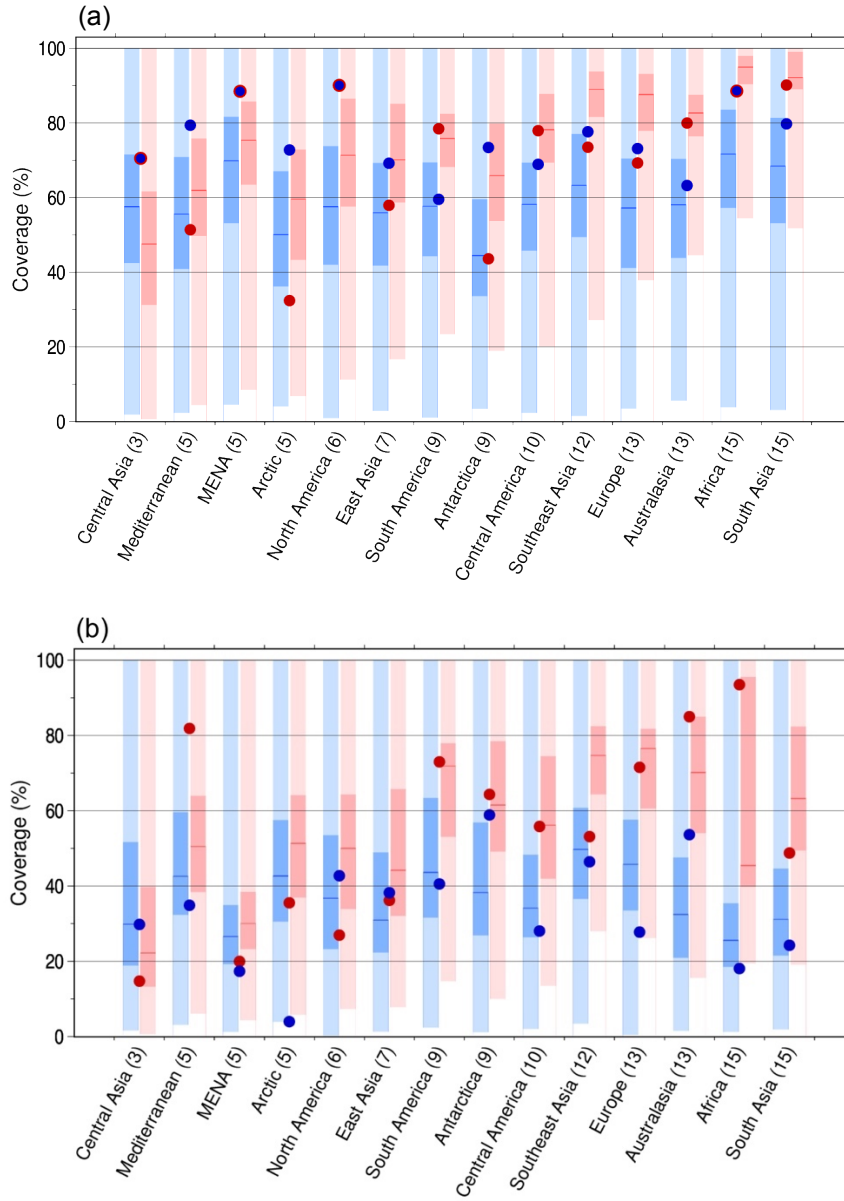 (a)
100
80
60
40
20
0
Coverage (%)
Central Asia (3)
Mediterranean (5)
MENA (5)
Arctic (5)
North America (6)
East Asia (7)
South America (9)
Antarctica (9)
Central America (10)
Southeast Asia (12)
Europe (13)
Australasia (13)
Africa (15)
South Asia (15)
(b)
100
80
60
40
20
0
Coverage (%)
Central Asia (3)
Mediterranean (5)
MENA (5)
Arctic (5)
North America (6)
East Asia (7)
South America (9)
Antarctica (9)
Central America (10)
Southeast Asia (12)
Europe (13)
Australasia (13)
Africa (15)
South Asia (15)